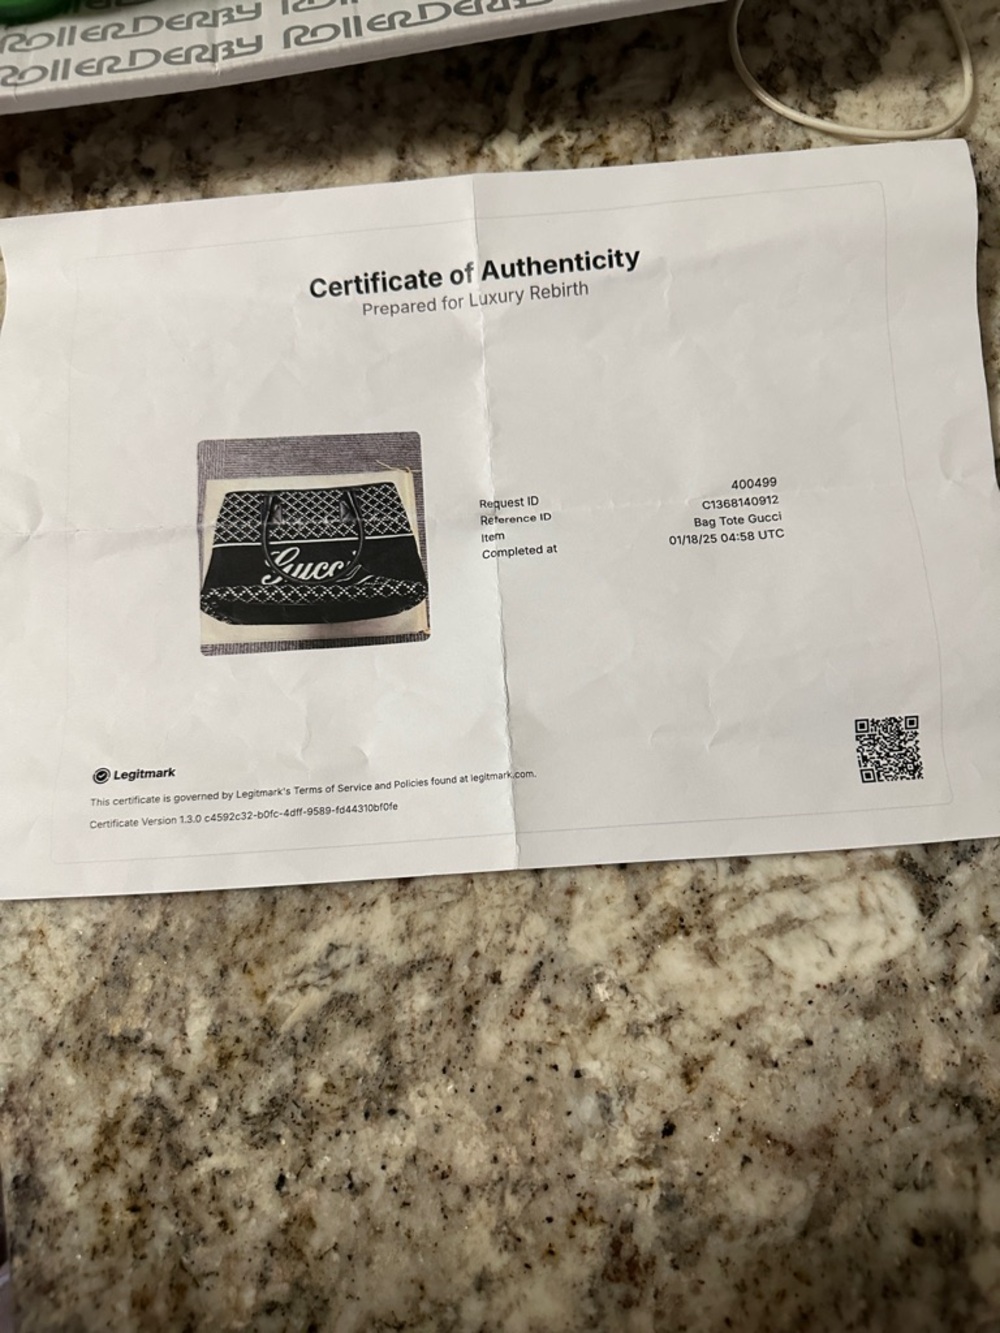 ROLLERDERBY
ROLLERDERBY ROLLERDERBY
Certificate of Authenticity
Prepared for Luxury Rebirth
Gucci
Request ID 400499
Reference ID C1368140912
Item Bag Tote Gucci
Completed at 01/18/25 04:58 UTC
Legitmark
This certificate is governed by Legitmark's Terms of Service and Policies found at legitmark.com.
Certificate Version 1.3.0 c4592c32-b0fc-4dff-9589-fd44310bf0fe